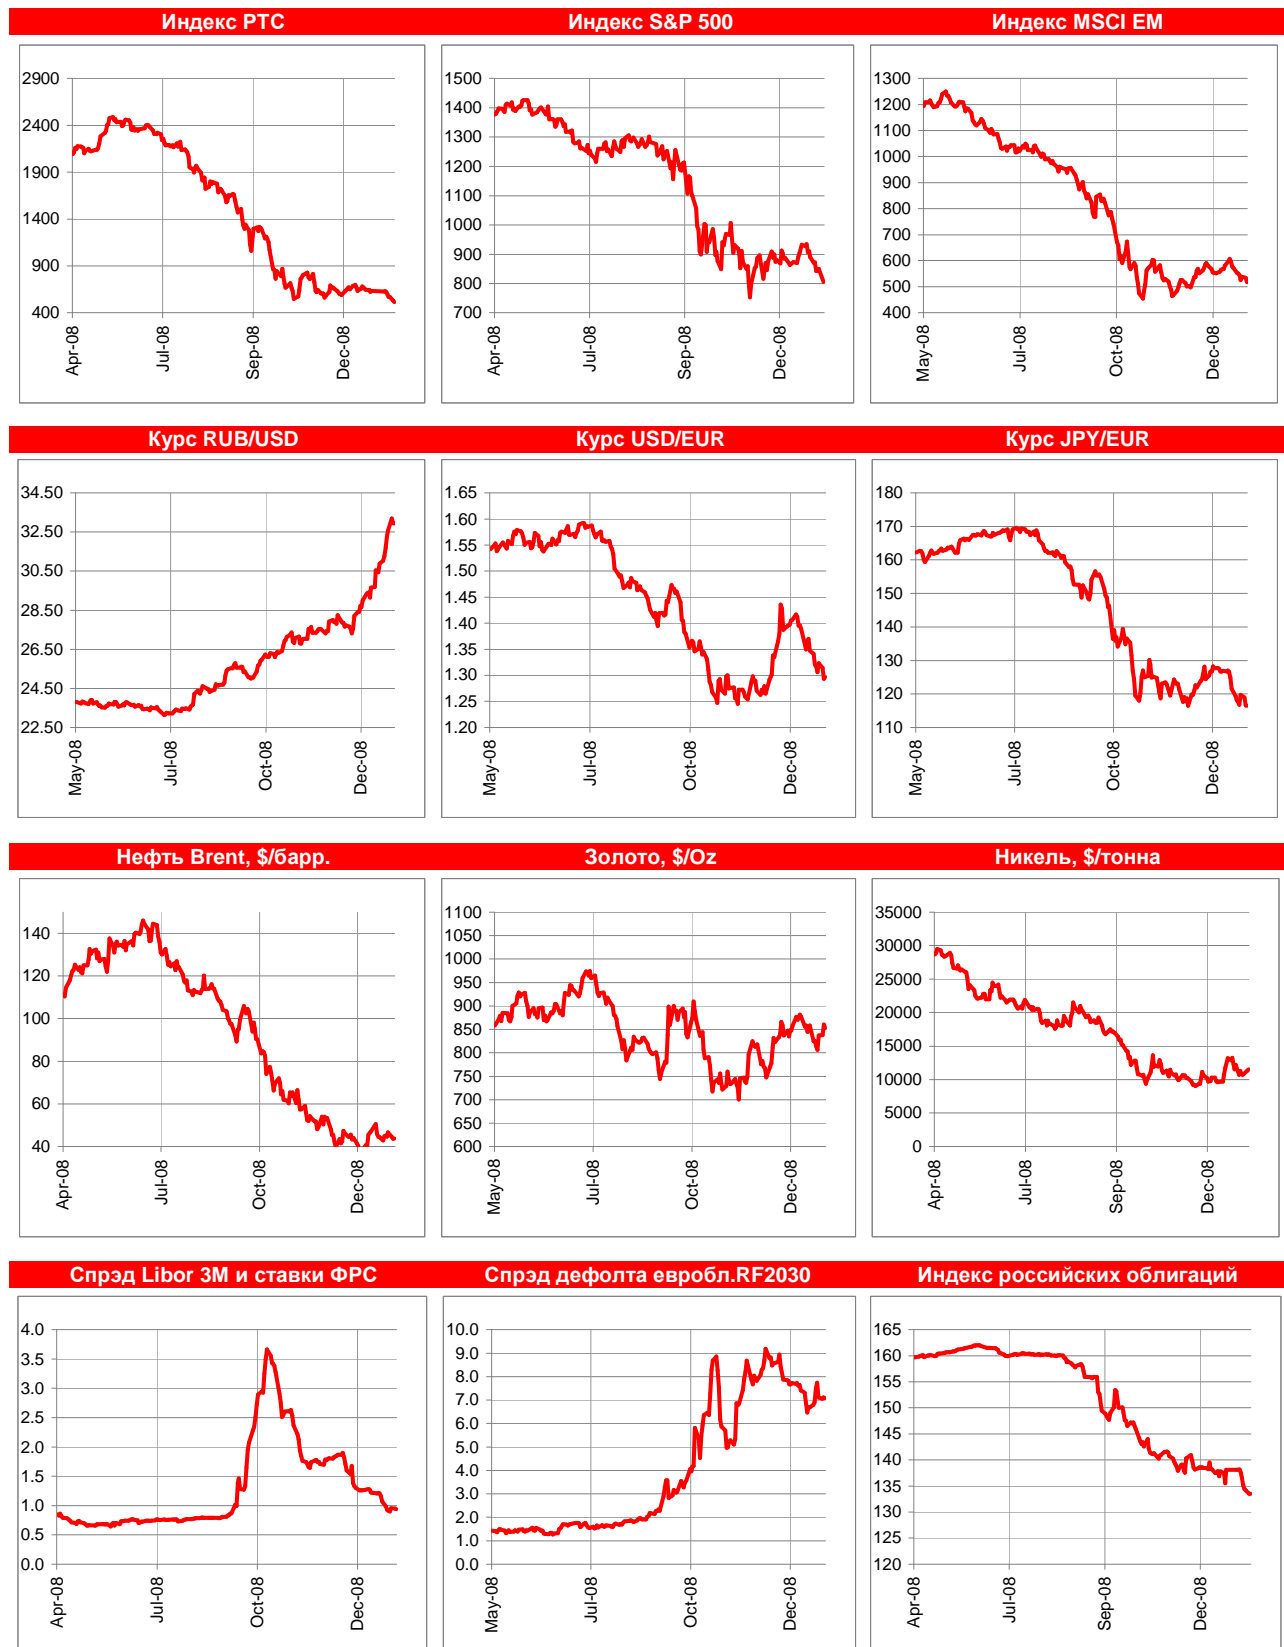 Индекс РТС
Индекс S&P 500
Индекс MSCI EM
2900
2400
1900
1400
900
400
Apr-08
Jul-08
Sep-08
Dec-08
1500
1400
1300
1200
1100
1000
900
800
700
Apr-08
Jul-08
Sep-08
Dec-08
1300
1200
1100
1000
900
800
700
600
500
400
May-08
Jul-08
Oct-08
Dec-08
Курс RUB/USD
Курс USD/EUR
Курс JPY/EUR
34.50
32.50
30.50
28.50
26.50
24.50
22.50
May-08
Jul-08
Oct-08
Dec-08
1.65
1.60
1.55
1.50
1.45
1.40
1.35
1.30
1.25
1.20
May-08
Jul-08
Oct-08
Dec-08
180
170
160
150
140
130
120
110
May-08
Jul-08
Oct-08
Dec-08
Нефть Brent, $/барр.
Золото, $/Oz
Никель, $/тонна
140
120
100
80
60
40
Apr-08
Jul-08
Oct-08
Dec-08
1100
1050
1000
950
900
850
800
750
700
650
600
May-08
Jul-08
Oct-08
Dec-08
35000
30000
25000
20000
15000
10000
5000
0
Apr-08
Jul-08
Sep-08
Dec-08
Спрэд Libor 3M и ставки ФРС
Спрэд дефолта евробл.RF2030
Индекс российских облигаций
4.0
3.5
3.0
2.5
2.0
1.5
1.0
0.5
0.0
Apr-08
Jul-08
Oct-08
Dec-08
10.0
9.0
8.0
7.0
6.0
5.0
4.0
3.0
2.0
1.0
0.0
May-08
Jul-08
Oct-08
Dec-08
165
160
155
150
145
140
135
130
125
120
Apr-08
Jul-08
Sep-08
Dec-08